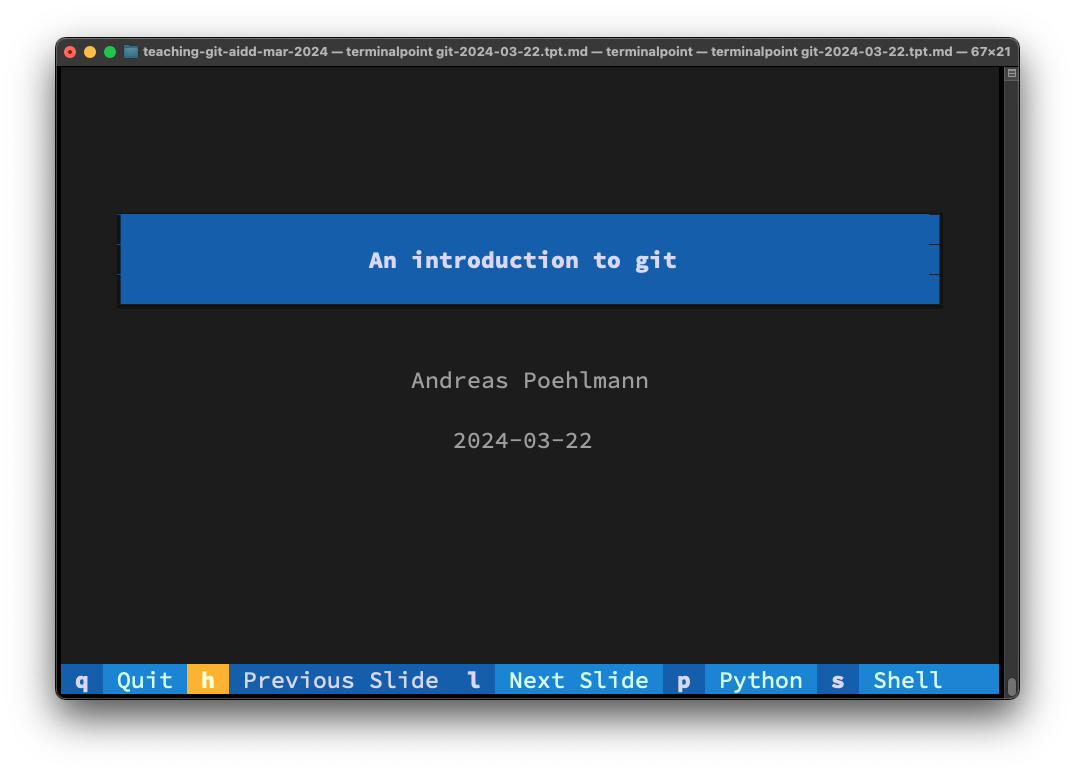 teaching-git-aidd-mar-2024 — terminalpoint git-2024-03-22.tpt.md — terminalpoint — terminalpoint git-2024-03-22.tpt.md — 67×21
An introduction to git
Andreas Poehlmann
2024-03-22
q Quit h Previous Slide l Next Slide p Python s Shell